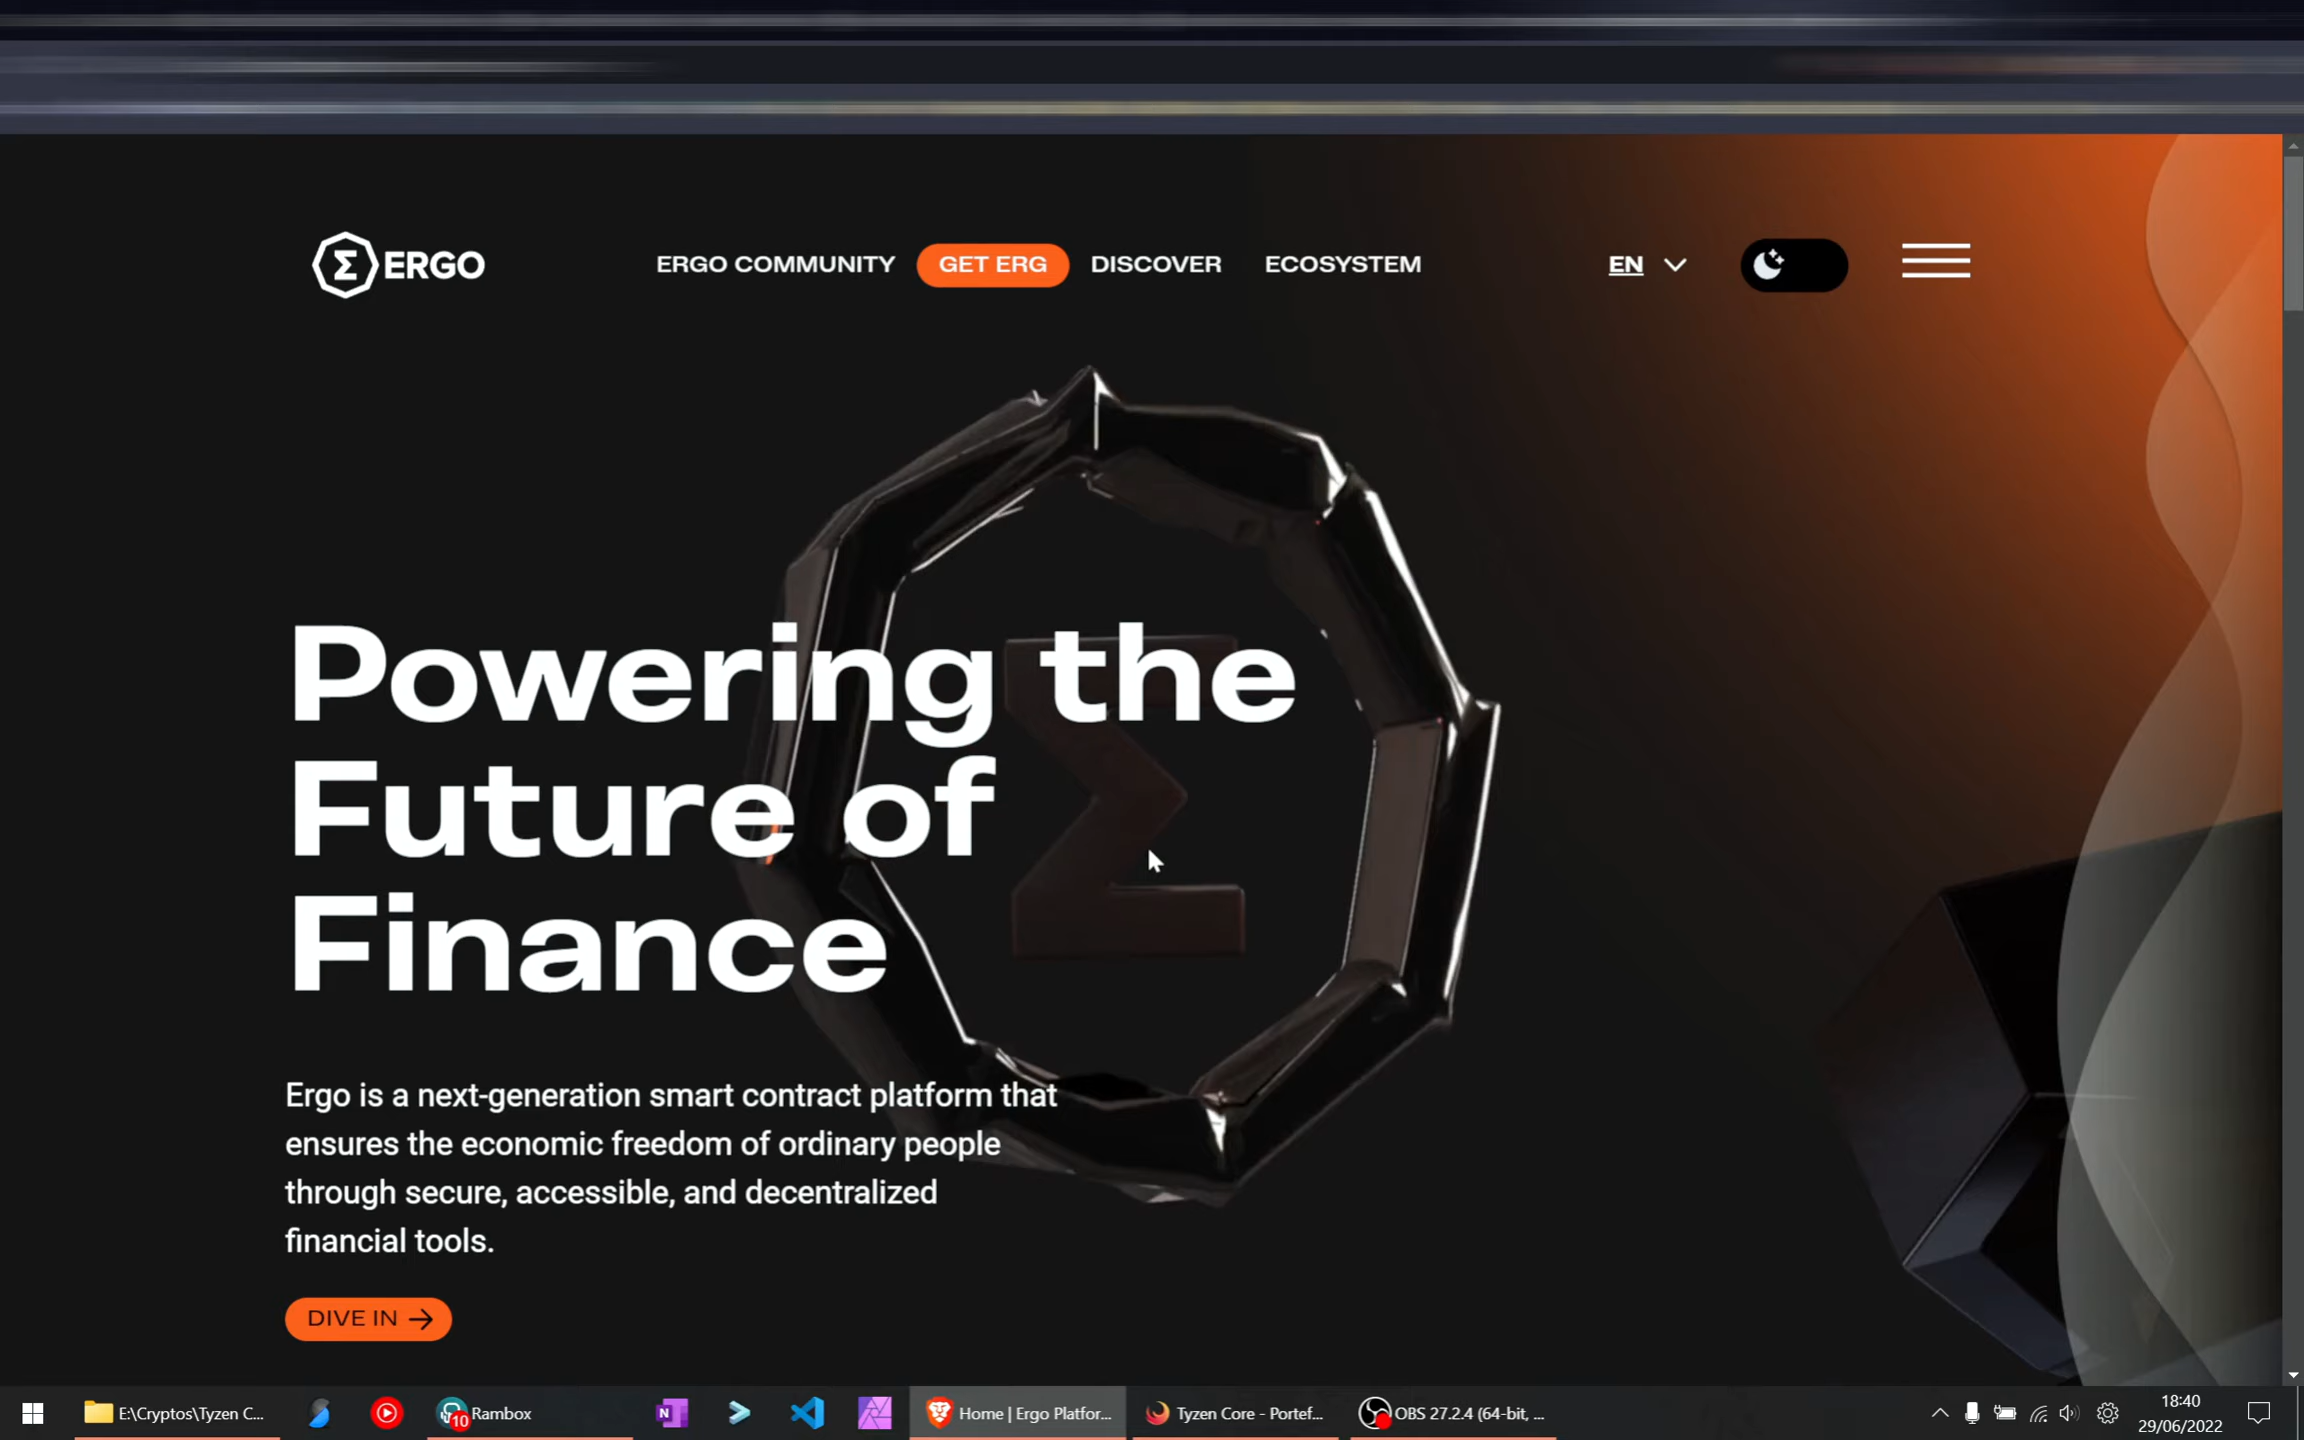 ERGO
ERGO COMMUNITY GET ERG DISCOVER ECOSYSTEM EN
Powering the
Future of
Finance
Ergo is a next-generation smart contract platform that
ensures the economic freedom of ordinary people
through secure, accessible, and decentralized
financial tools.
DIVE IN →
E:\Cryptos\Tyzen C... 10 Rambox Home | Ergo Platfor... Tyzen Core - Portef... OBS 27.2.4 (64-bit, ... 18:40
29/06/2022